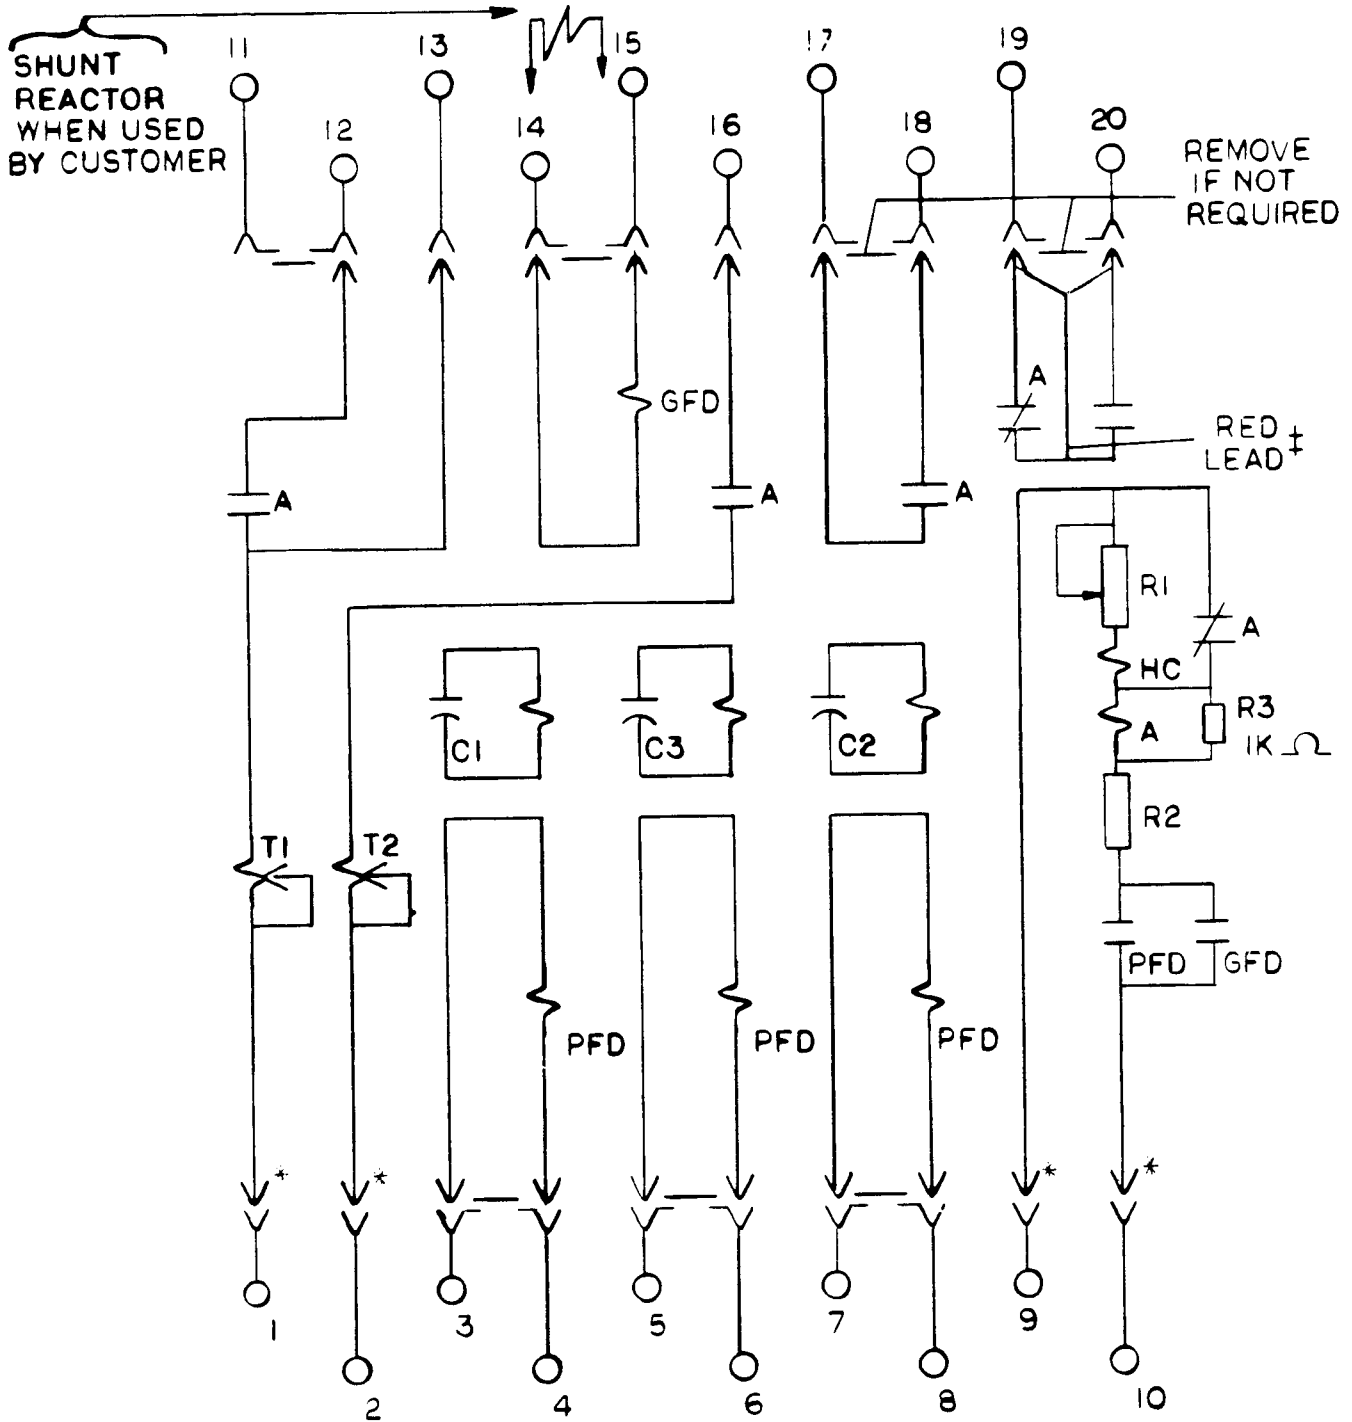 SHUNT
REACTOR
WHEN USED
BY CUSTOMER
11
12
13
14
15
16
17
18
19
20
REMOVE
IF NOT
REQUIRED
GFD
A
RED ‡
LEAD
A
A
A
R1
A
HC
R3
1K Ω
A
R2
C1
C3
C2
T1
T2
PFD
GFD
PFD
PFD
PFD
*
*
*
*
1
2
3
4
5
6
7
8
9
10